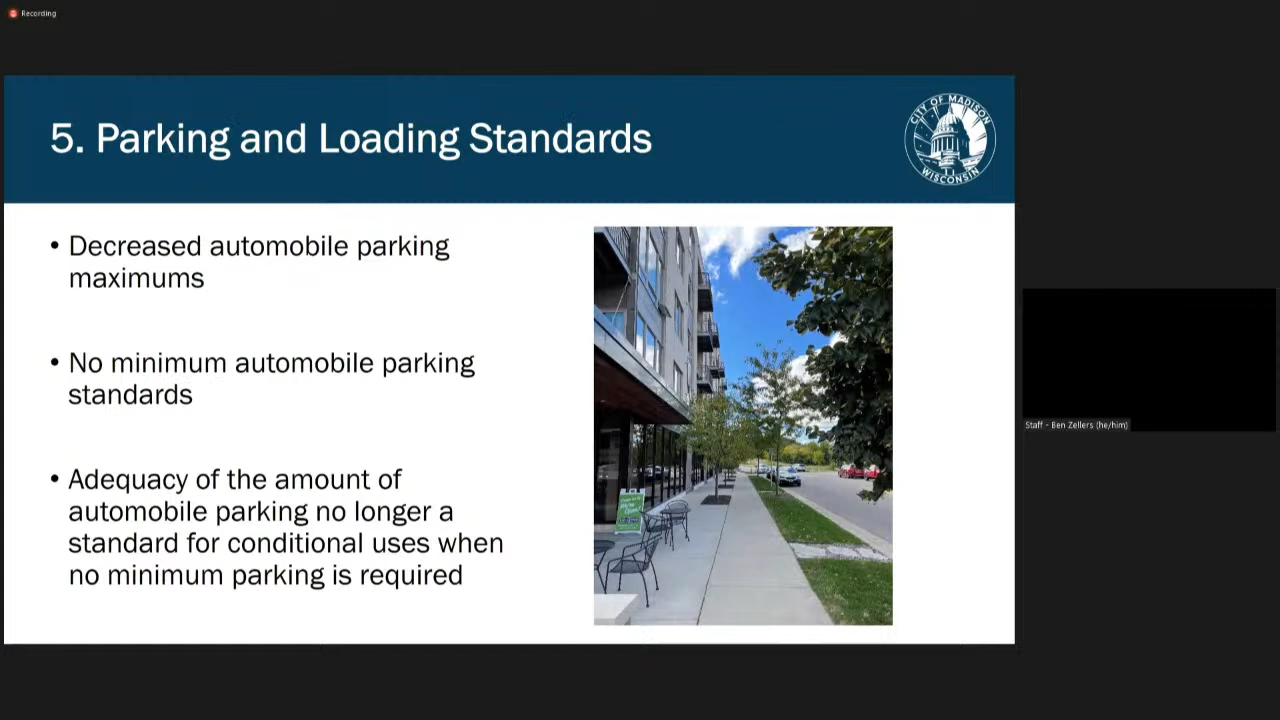 Recording
5. Parking and Loading Standards
CITY OF MADISON
WISCONSIN
• Decreased automobile parking
maximums
• No minimum automobile parking
standards
• Adequacy of the amount of
automobile parking no longer a
standard for conditional uses when
no minimum parking is required
Staff - Ben Zellers (he/him)